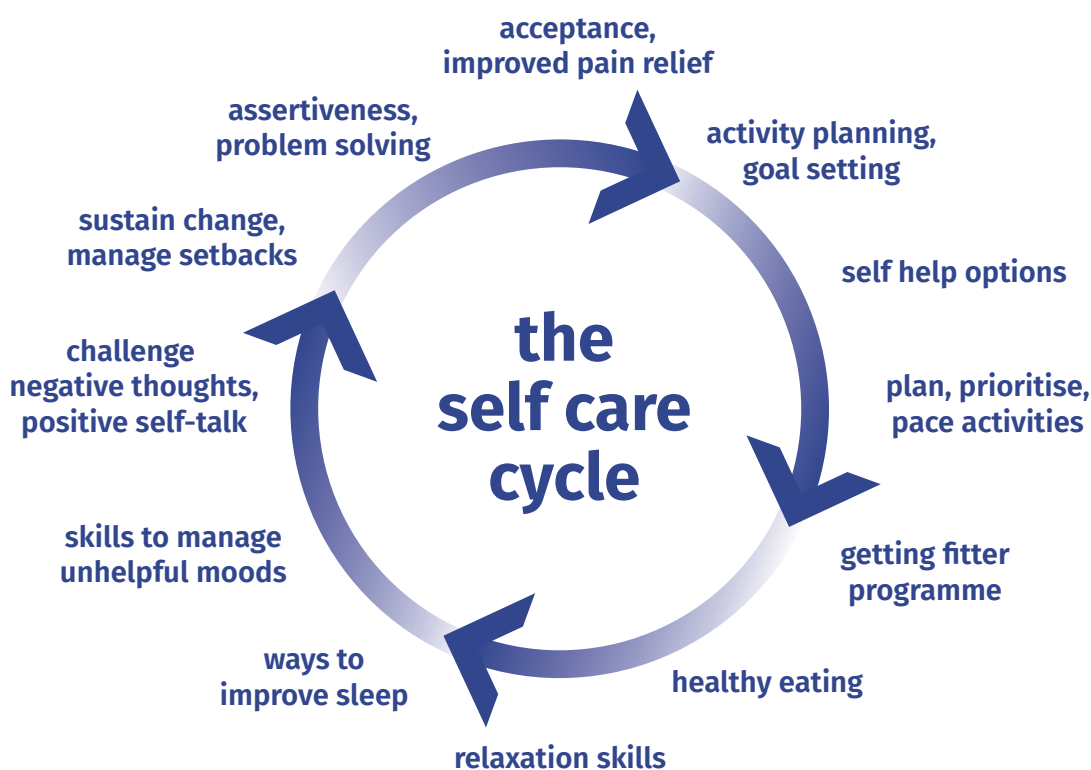 acceptance,
improved pain relief
activity planning,
goal setting
self help options
plan, prioritise,
pace activities
getting fitter
programme
healthy eating
relaxation skills
ways to
improve sleep
skills to manage
unhelpful moods
challenge
negative thoughts,
positive self-talk
sustain change,
manage setbacks
assertiveness,
problem solving
the
self care
cycle